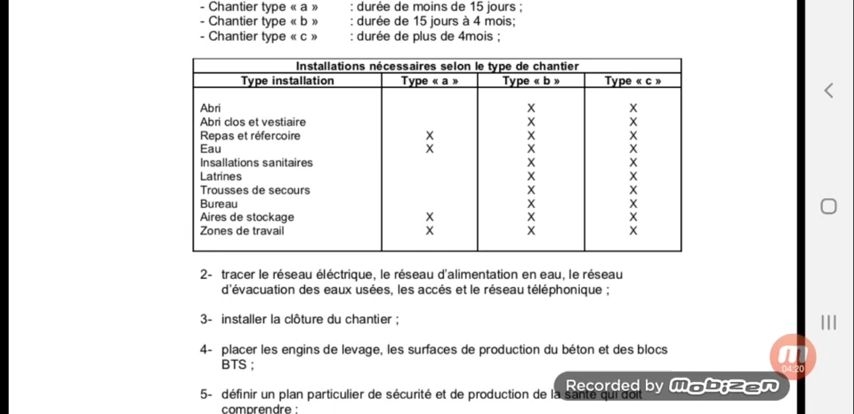 - Chantier type « a » : durée de moins de 15 jours ;
- Chantier type « b » : durée de 15 jours à 4 mois;
- Chantier type « c » : durée de plus de 4mois ;
Installations nécessaires selon le type de chantier
Type installation Type « a » Type « b » Type « c »
Abri X X
Abri clos et vestiaire X X
Repas et réfercoire X X X
Eau X X X
Insallations sanitaires X X
Latrines X X
Trousses de secours X X
Bureau X X
Aires de stockage X X X
Zones de travail X X X
2- tracer le réseau éléctrique, le réseau d'alimentation en eau, le réseau
d'évacuation des eaux usées, les accés et le réseau téléphonique ;
3- installer la clôture du chantier ;
4- placer les engins de levage, les surfaces de production du béton et des blocs
BTS ;
04:20
Recorded by Mobizen
5- définir un plan particulier de sécurité et de production de la santé qui doit
comprendre :